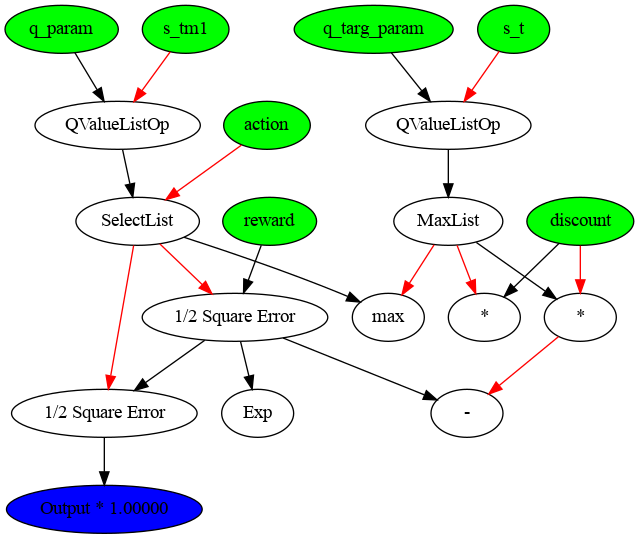 q_param
s_tm1
q_targ_param
s_t
QValueListOp
action
QValueListOp
SelectList
reward
MaxList
discount
1/2 Square Error
max
*
*
1/2 Square Error
Exp
-
Output * 1.00000